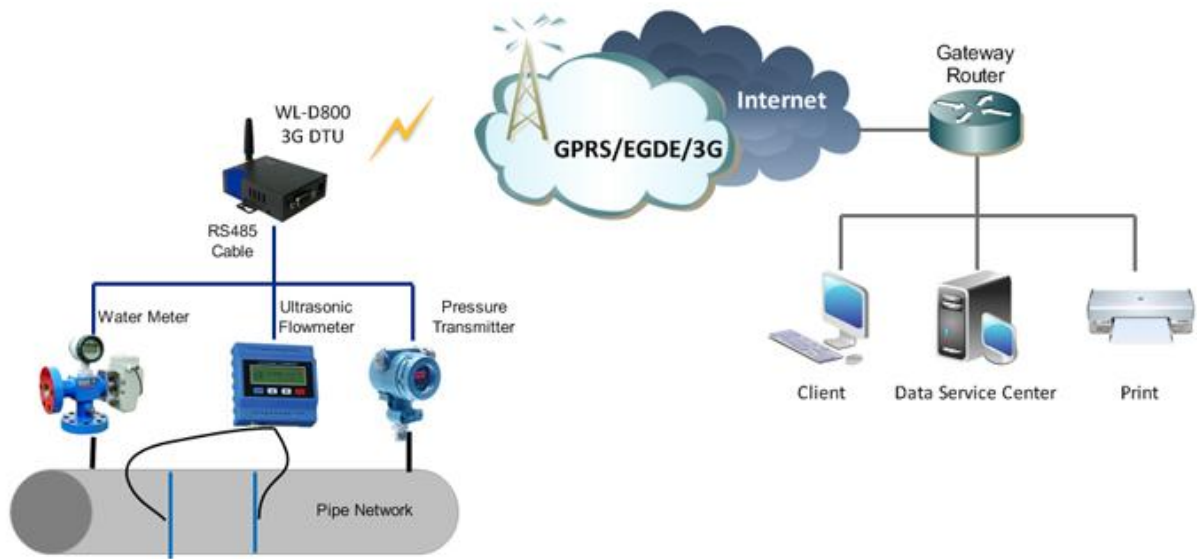 WL-D800
3G DTU
RS485
Cable
Water Meter
Ultrasonic
Flowmeter
Pressure
Transmitter
Pipe Network
GPRS/EGDE/3G
Internet
Gateway
Router
Client
Data Service Center
Print